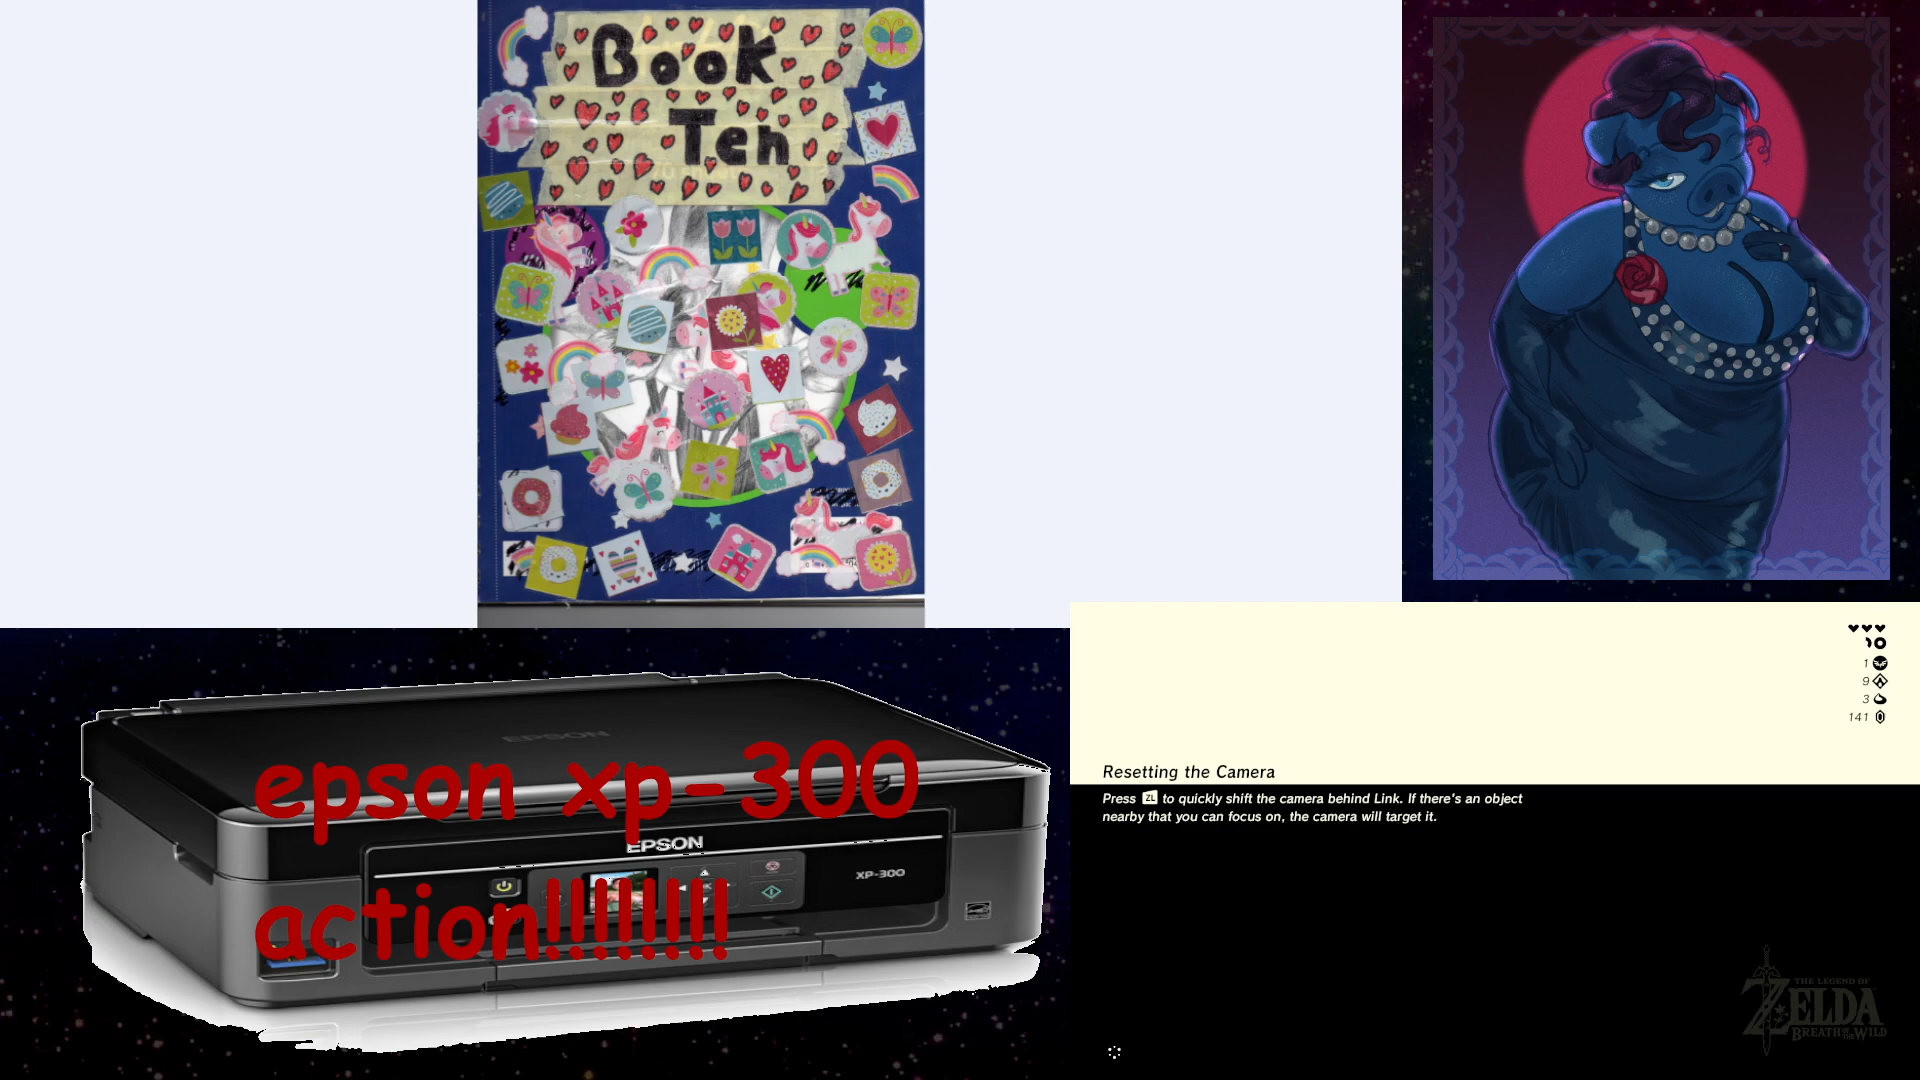 Book
Ten
EPSON
epson xp-300
EPSON
XP-300
action!!!!!!!!
1
9
3
141
Resetting the Camera
Press ZL to quickly shift the camera behind Link. If there's an object
nearby that you can focus on, the camera will target it.
THE LEGEND OF
ZELDA
BREATH OF THE WILD